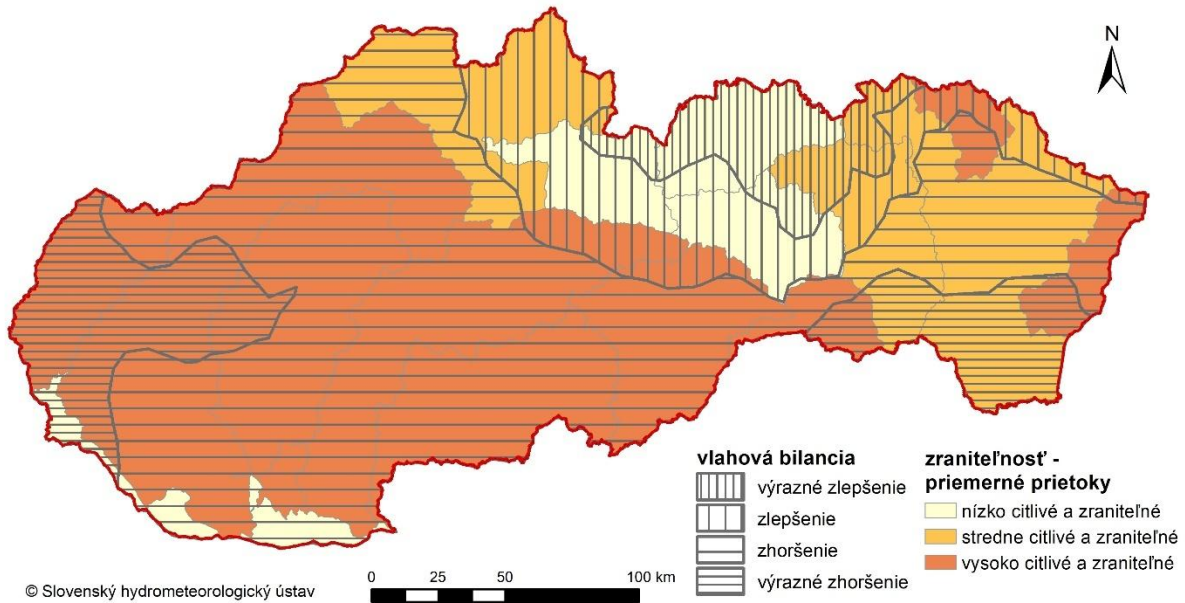 N
vlahová bilancia
výrazné zlepšenie
zlepšenie
zhoršenie
výrazné zhoršenie
zraniteľnosť -
priemerné prietoky
nízko citlivé a zraniteľné
stredne citlivé a zraniteľné
vysoko citlivé a zraniteľné
0 25 50 100 km
© Slovenský hydrometeorologický ústav